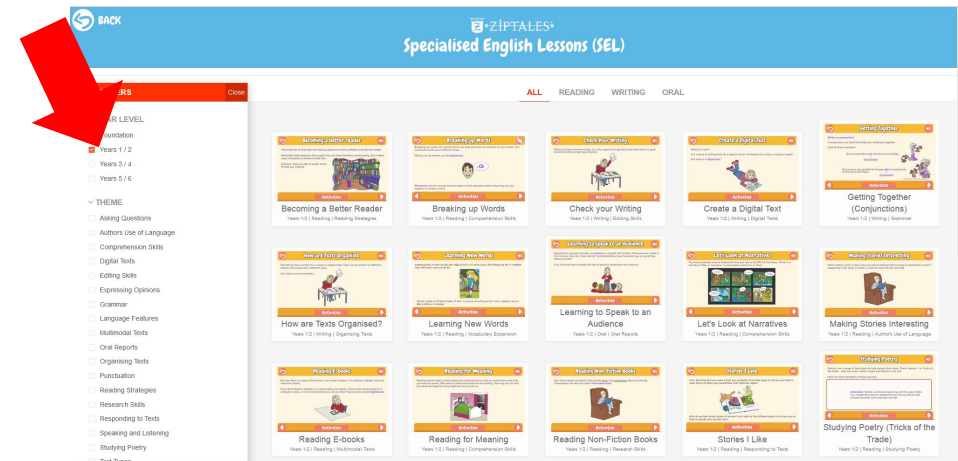 BACK
ZIPTALES
Specialised English Lessons (SEL)
ERS Close
AR LEVEL
Foundation
Years 1 / 2
Years 3 / 4
Years 5 / 6
THEME
Asking Questions
Authors Use of Language
Comprehension Skills
Digital Texts
Editing Skills
Expressing Opinions
Grammar
Language Features
Multimodal Texts
Oral Reports
Organising Texts
Punctuation
Reading Strategies
Research Skills
Responding to Texts
Speaking and Listening
Studying Poetry
Text Types
ALL READING WRITING ORAL
Becoming a better reader
Activities
Becoming a Better Reader
Years 1/2 | Reading | Reading Strategies
Breaking up Words
Activities
Breaking up Words
Years 1/2 | Reading | Comprehension Skills
Check Your Writing
Activities
Check your Writing
Years 1/2 | Writing | Editing Skills
Create a Digital Text
Activities
Create a Digital Text
Years 1/2 | Writing | Digital Texts
Getting Together
Activities
Getting Together
(Conjunctions)
Years 1/2 | Writing | Grammar
How are Texts Organised
Activities
How are Texts Organised?
Years 1/2 | Writing | Organising Texts
Learning New Words
Activities
Learning New Words
Years 1/2 | Reading | Vocabulary Expansion
Learning to Speak to an Audience
Activities
Learning to Speak to an
Audience
Years 1/2 | Oral | Oral Reports
Let's Look at Narratives
Activities
Let's Look at Narratives
Years 1/2 | Reading | Comprehension Skills
Making Stories Interesting
Activities
Making Stories Interesting
Years 1/2 | Reading | Authors Use of Language
Reading E-books
Activities
Reading E-books
Years 1/2 | Reading | Multimodal Texts
Reading for Meaning
Activities
Reading for Meaning
Years 1/2 | Reading | Comprehension Skills
Reading Non-Fiction Books
Activities
Reading Non-Fiction Books
Years 1/2 | Reading | Research Skills
Stories I Like
Activities
Stories I Like
Years 1/2 | Reading | Responding to Texts
Studying Poetry
Activities
Studying Poetry (Tricks of the
Trade)
Years 1/2 | Reading | Studying Poetry